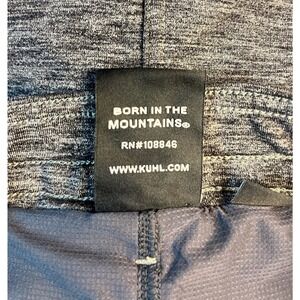 BORN IN THE
MOUNTAINS®
RN#108846
WWW.KUHL.COM